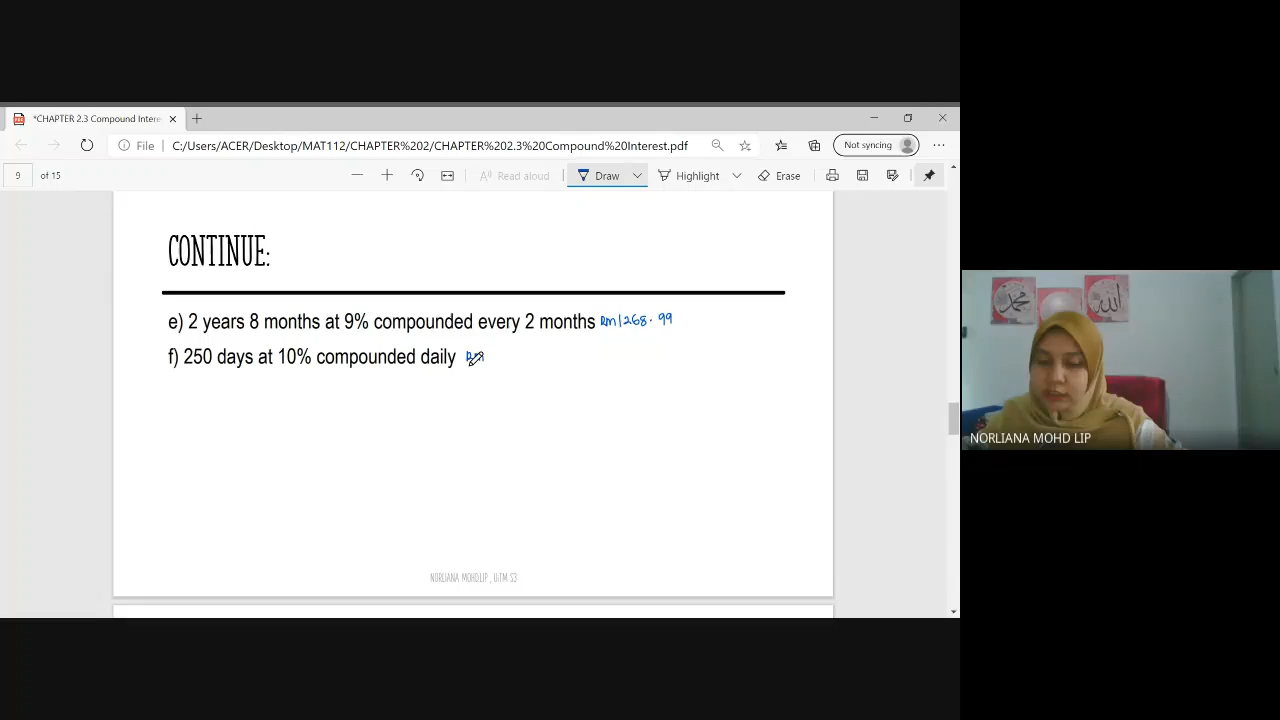 *CHAPTER 2.3 Compound Intere
File C:/Users/ACER/Desktop/MAT112/CHAPTER%202/CHAPTER%202.3%20Compound%20Interest.pdf Not syncing
9 of 15 Read aloud Draw Highlight Erase
CONTINUE:
e) 2 years 8 months at 9% compounded every 2 months RM1268.99
f) 250 days at 10% compounded daily RM
NORLIANA MOHD LIP
NORLIANA MOHD.LIP , UiTM S3